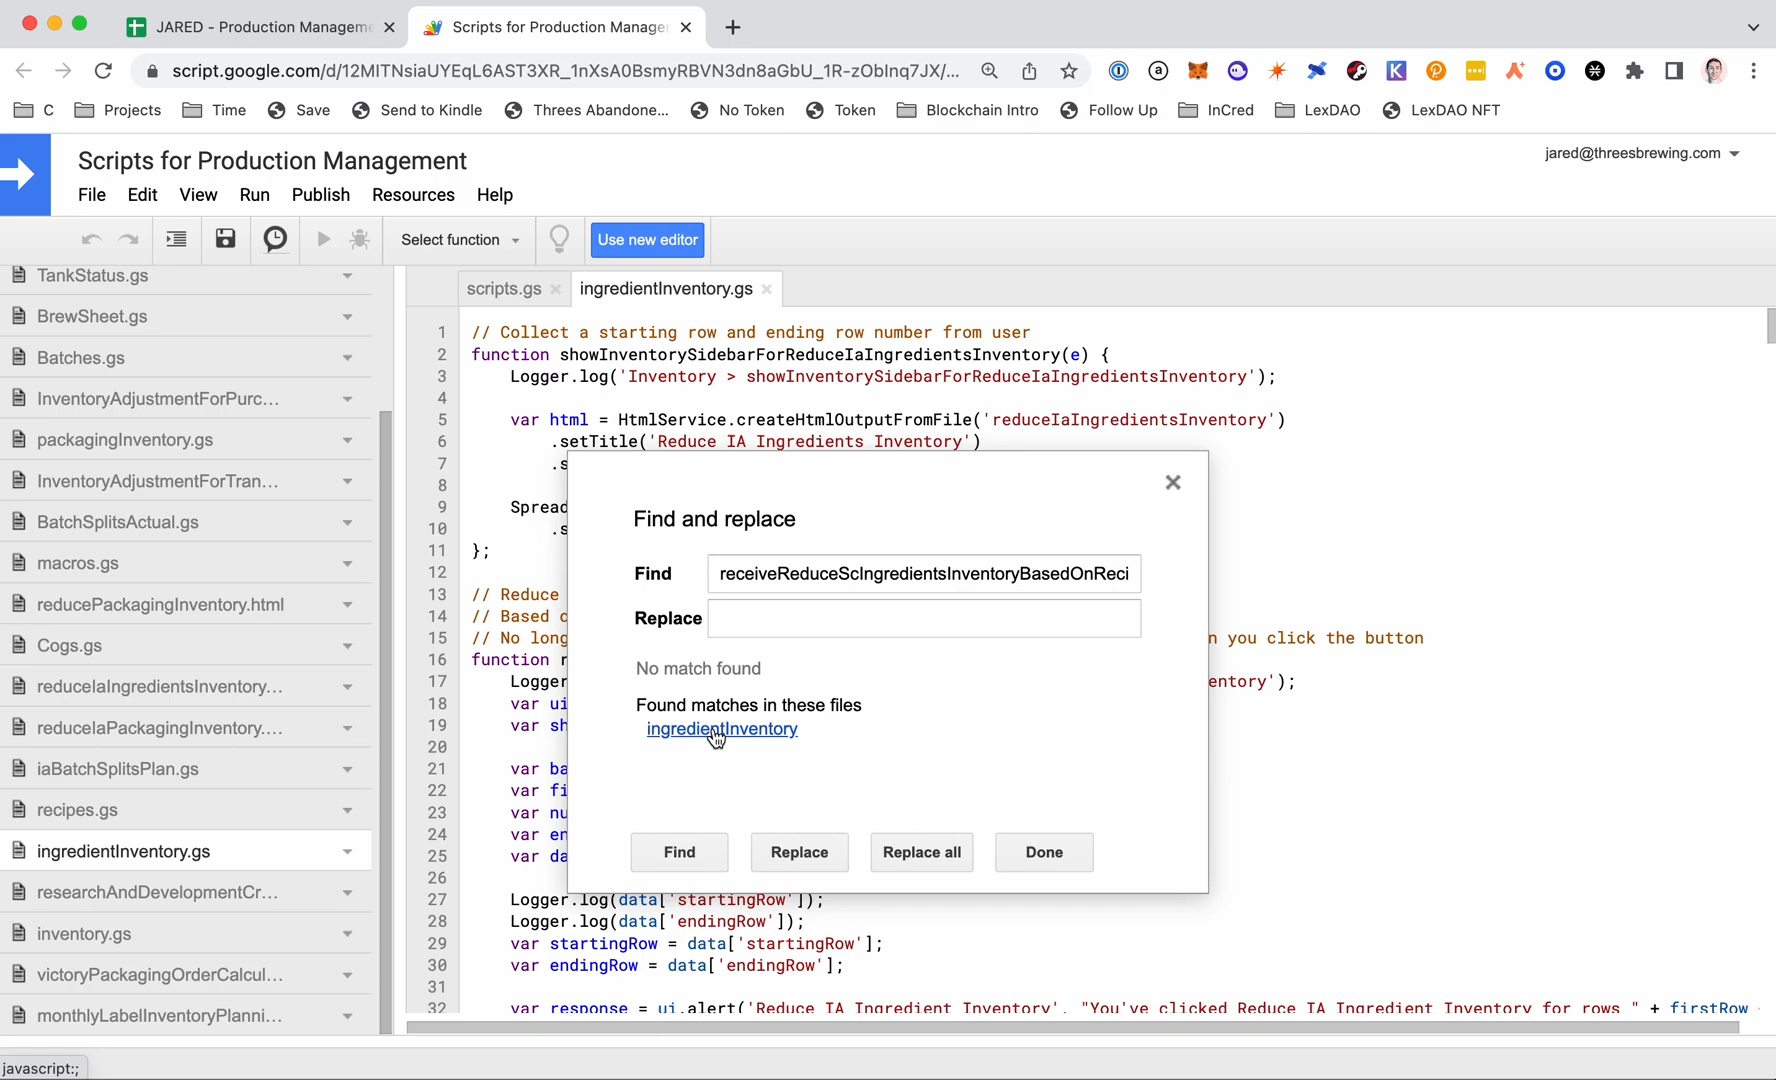 JARED - Production Manageme
Scripts for Production Manager
script.google.com/d/12MITNsiaUYEqL6AST3XR_1nXsA0BsmyRBVN3dn8aGbU_1R-zOblnq7JX/...
C
Projects
Time
Save
Send to Kindle
Threes Abandone...
No Token
Token
Blockchain Intro
Follow Up
InCred
LexDAO
LexDAO NFT
Scripts for Production Management
jared@threesbrewing.com
File Edit View Run Publish Resources Help
Select function
Use new editor
TankStatus.gs
BrewSheet.gs
Batches.gs
InventoryAdjustmentForPurc...
packagingInventory.gs
InventoryAdjustmentForTran...
BatchSplitsActual.gs
macros.gs
reducePackagingInventory.html
Cogs.gs
reduceIaIngredientsInventory...
reduceIaPackagingInventory....
iaBatchSplitsPlan.gs
recipes.gs
ingredientInventory.gs
researchAndDevelopmentCr...
inventory.gs
victoryPackagingOrderCalcul...
monthlyLabelInventoryPlanni...
scripts.gs
ingredientInventory.gs
1 // Collect a starting row and ending row number from user
2 function showInventorySidebarForReduceIaIngredientsInventory(e) {
3 Logger.log('Inventory > showInventorySidebarForReduceIaIngredientsInventory');
4
5 var html = HtmlService.createHtmlOutputFromFile('reduceIaIngredientsInventory')
6 .setTitle('Reduce IA Ingredients Inventory')
7 .s
8
9 Spread
10 .s
11 };
12
13 // Reduce
14 // Based o
15 // No long n you click the button
16 function r
17 Logger entory');
18 var ui
19 var sh
20
21 var ba
22 var fi
23 var nu
24 var en
25 var da
26
27 Logger.log(data['startingRow']);
28 Logger.log(data['endingRow']);
29 var startingRow = data['startingRow'];
30 var endingRow = data['endingRow'];
31
32 var response = ui.alert('Reduce IA Ingredient Inventory', "You've clicked Reduce IA Ingredient Inventory for rows " + firstRow
Find and replace
Find receiveReduceScIngredientsInventoryBasedOnReci
Replace
No match found
Found matches in these files
ingredientInventory
Find Replace Replace all Done
javascript:;